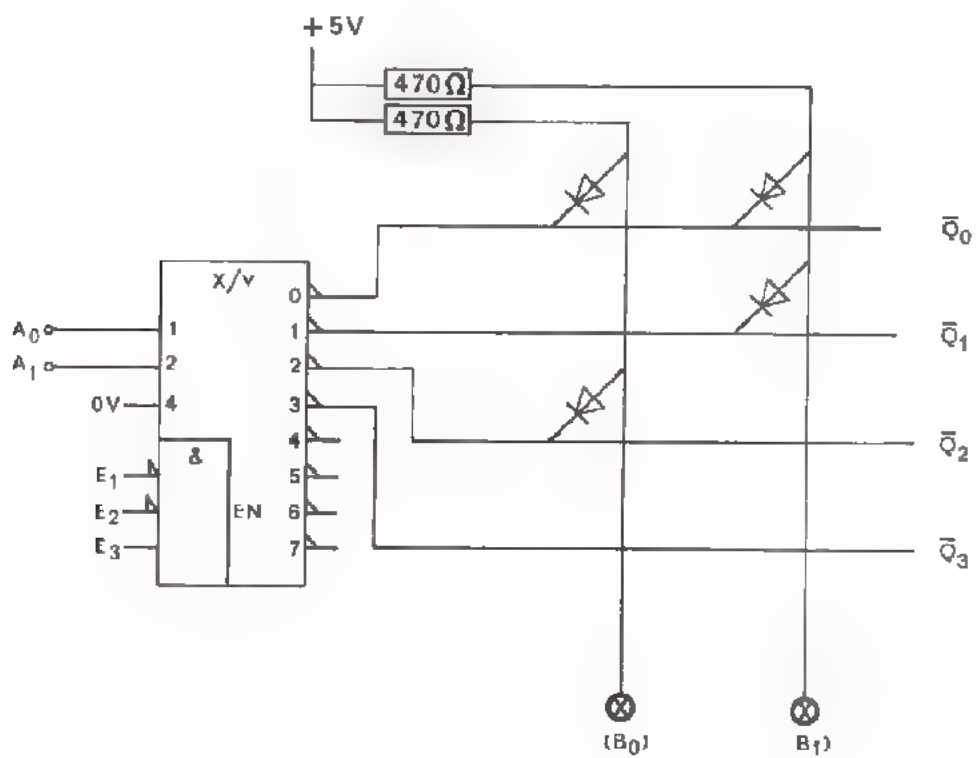 + 5V
470Ω
470Ω
Q̅0
X/Y
0
A0
1
1
Q̅1
A1
2
2
0V
4
3
&
4
Q̅2
E1
5
E2
EN
6
E3
7
Q̅3
(B0)
B1)